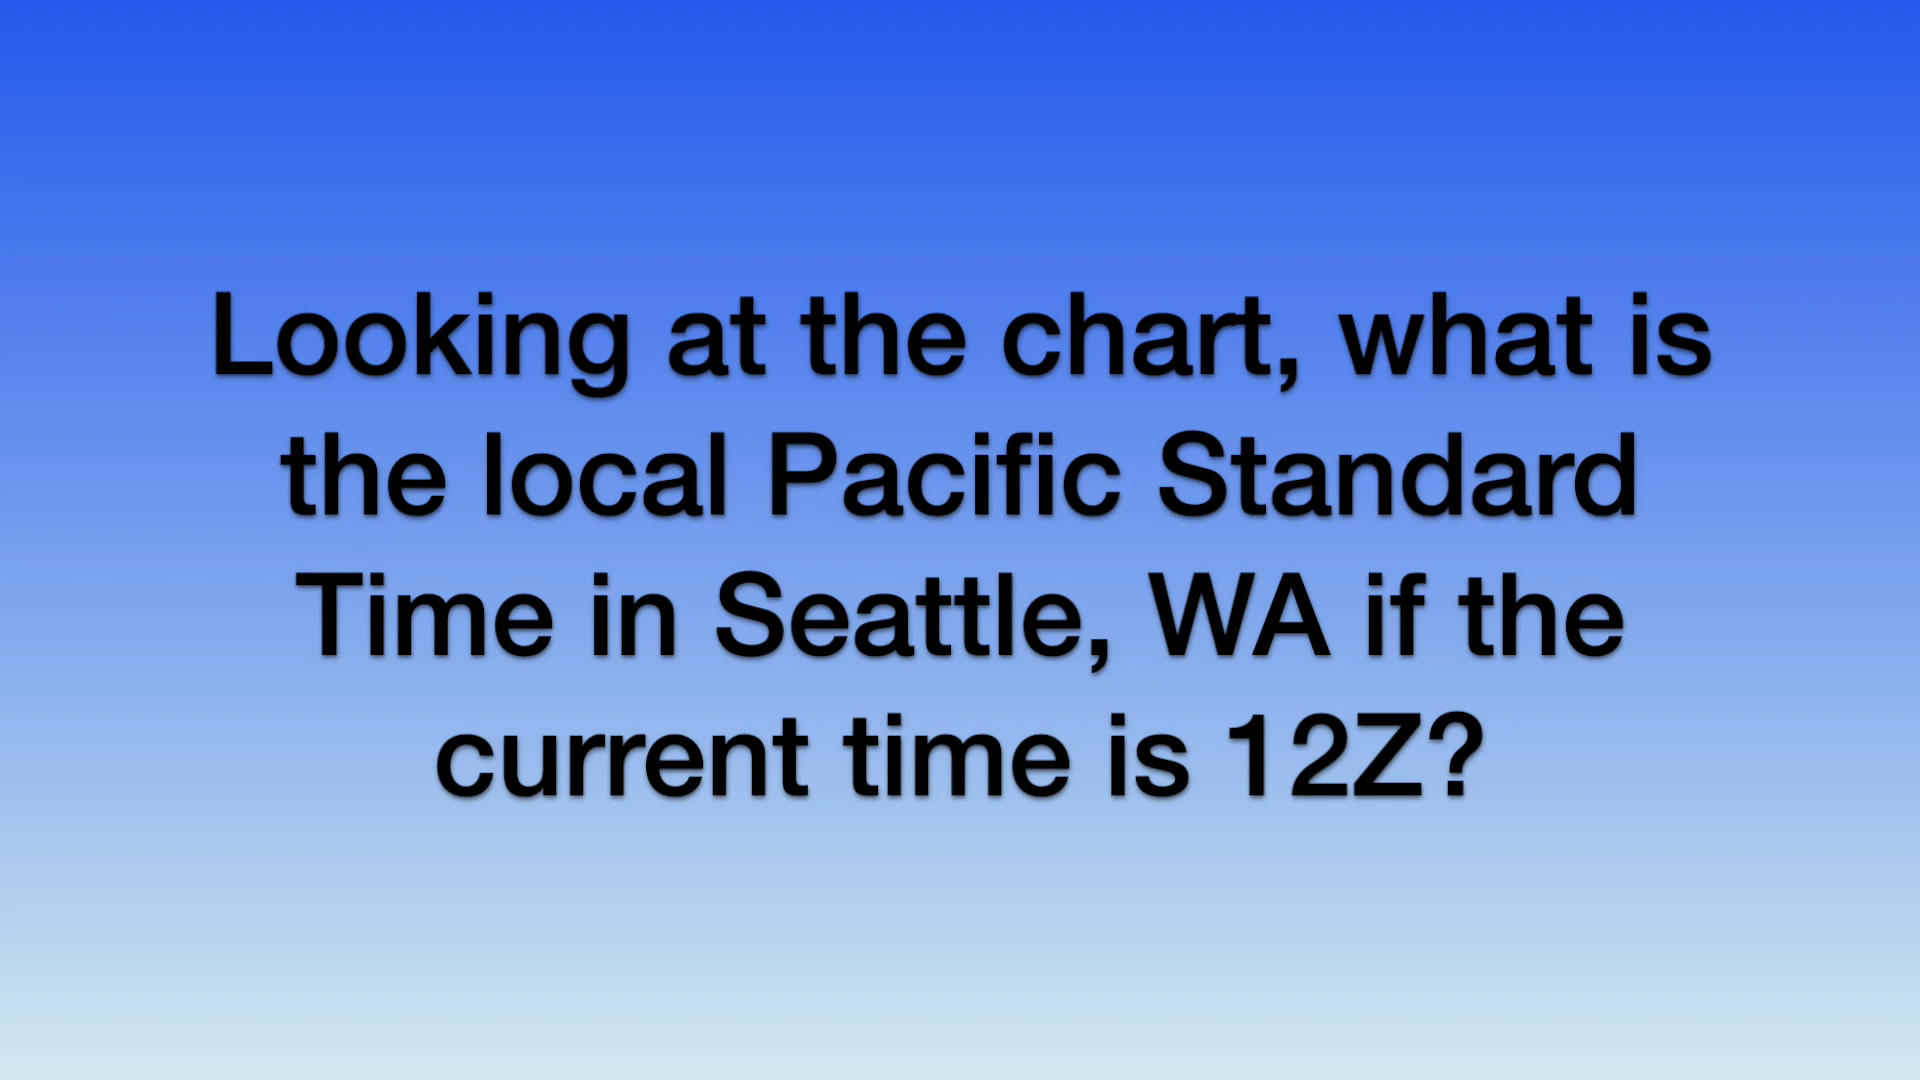 Looking at the chart, what is
the local Pacific Standard
Time in Seattle, WA if the
current time is 12Z?